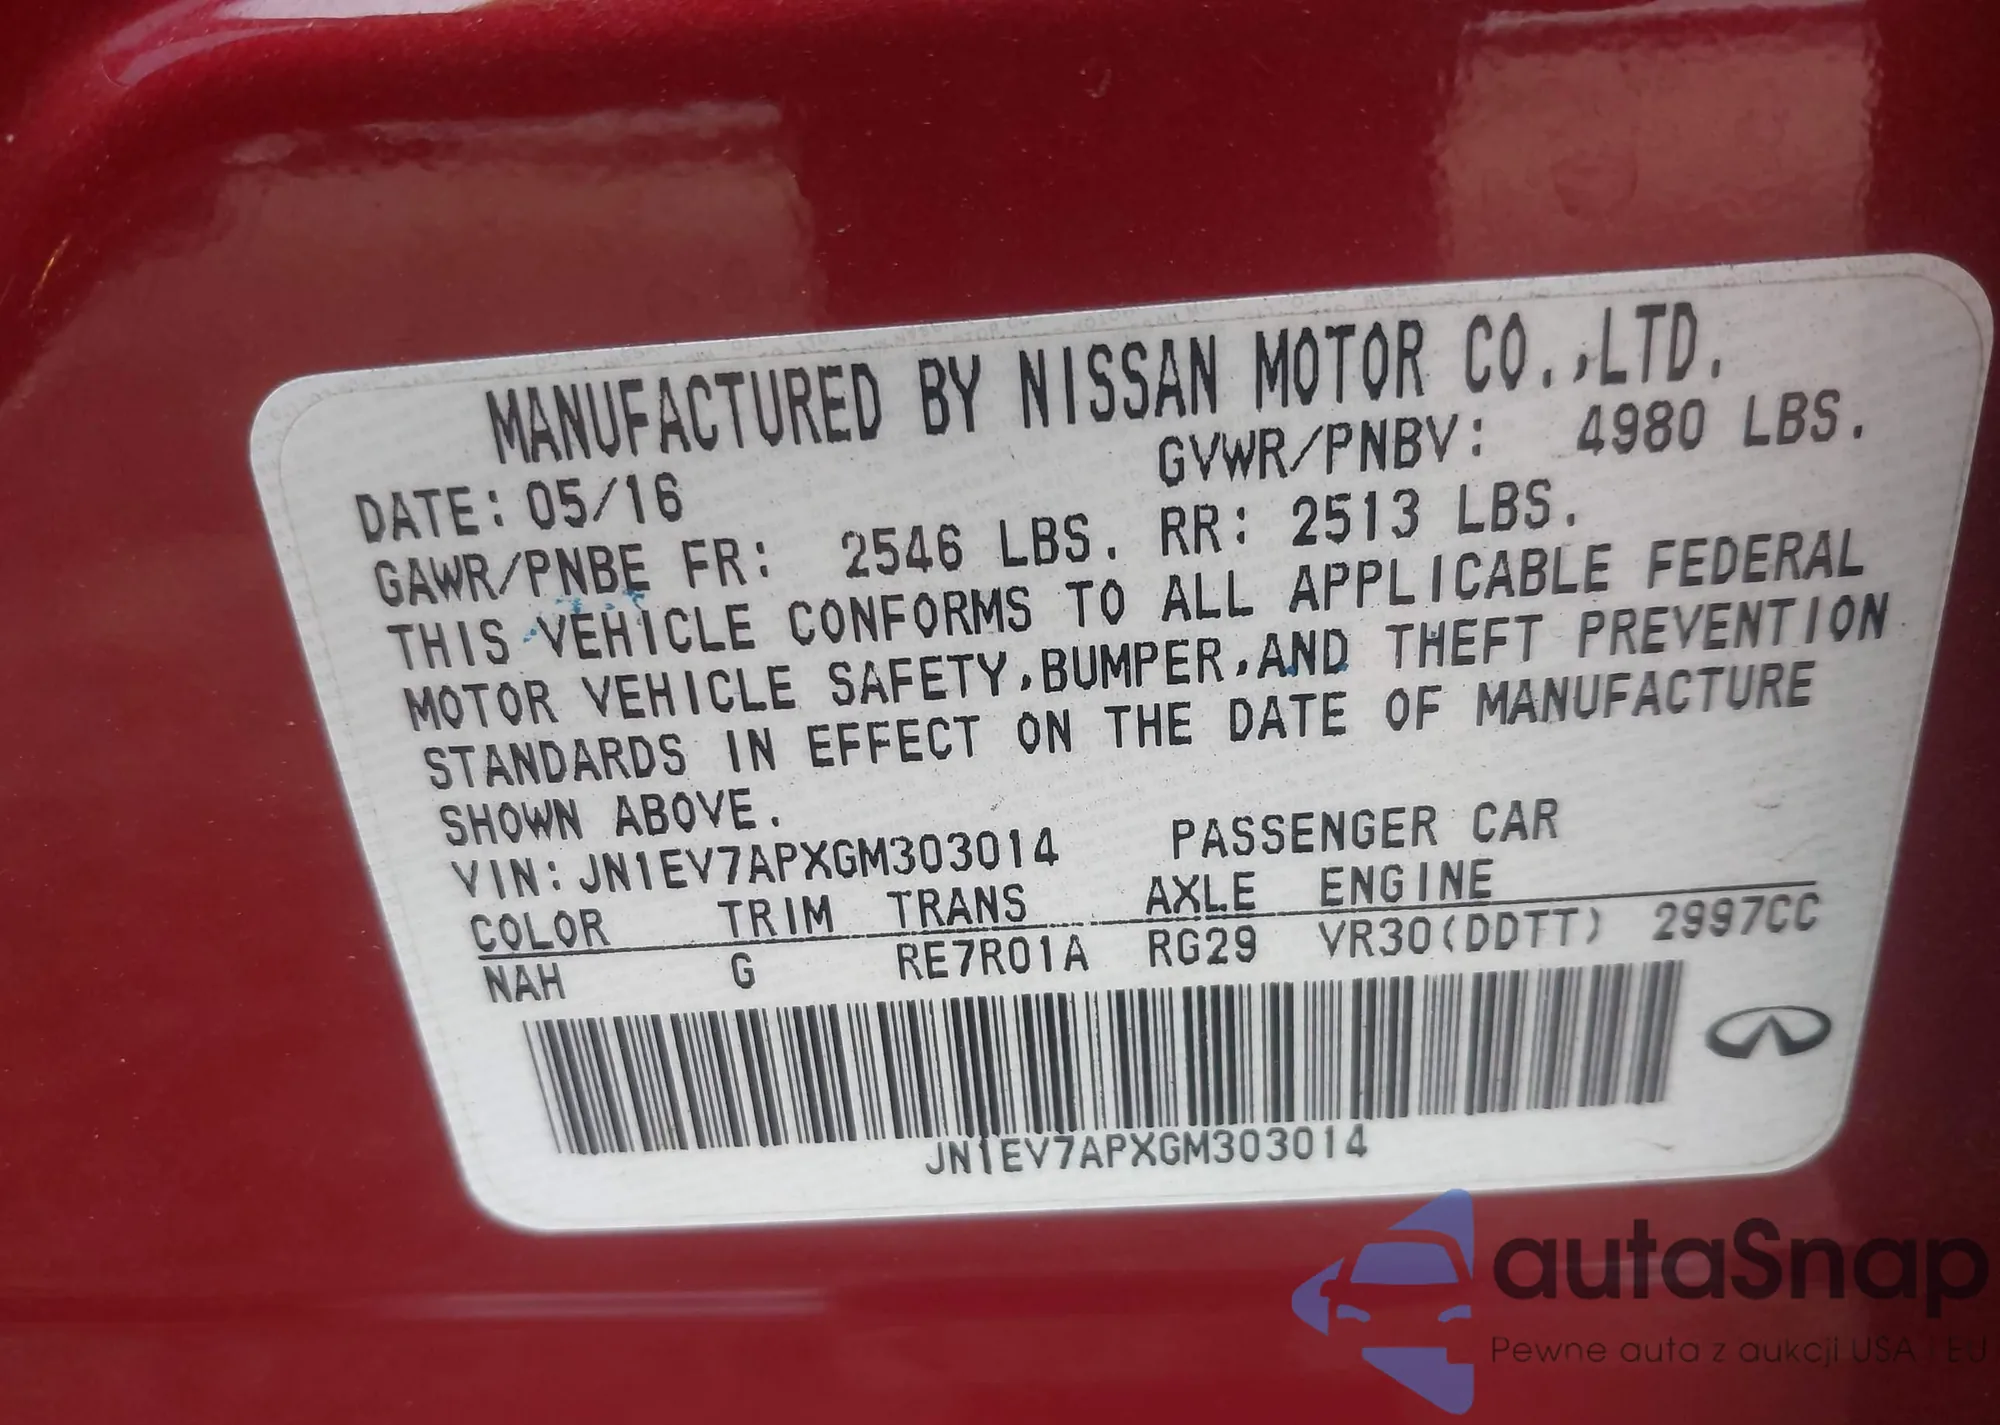 MANUFACTURED BY NISSAN MOTOR CO.,LTD.
DATE: 05/16 GVWR/PNBV: 4980 LBS.
GAWR/PNBE FR: 2546 LBS. RR: 2513 LBS.
THIS VEHICLE CONFORMS TO ALL APPLICABLE FEDERAL
MOTOR VEHICLE SAFETY,BUMPER,AND THEFT PREVENTION
STANDARDS IN EFFECT ON THE DATE OF MANUFACTURE
SHOWN ABOVE.
VIN: JN1EV7APXGM303014 PASSENGER CAR
COLOR TRIM TRANS AXLE ENGINE
NAH G RE7R01A RG29 VR30(DDTT) 2997CC
JN1EV7APXGM303014
autaSnap
Pewne auta z aukcji USA i EU